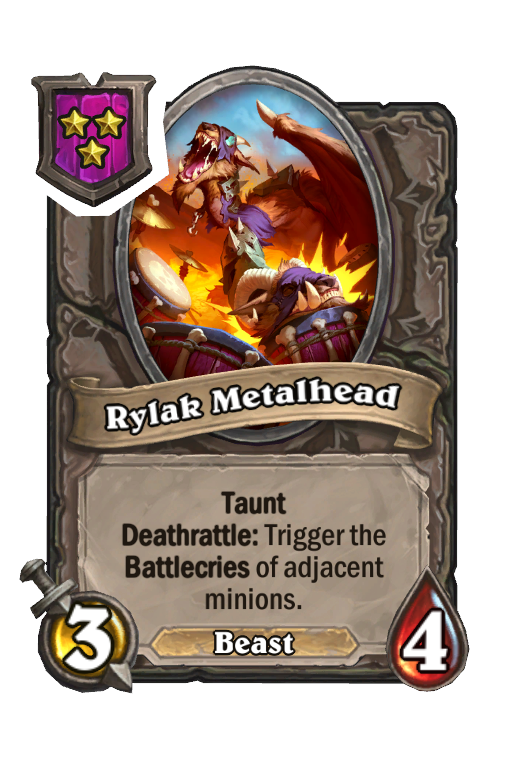 Rylak Metalhead
Taunt
Deathrattle: Trigger the
Battlecries of adjacent
minions.
3
Beast
4